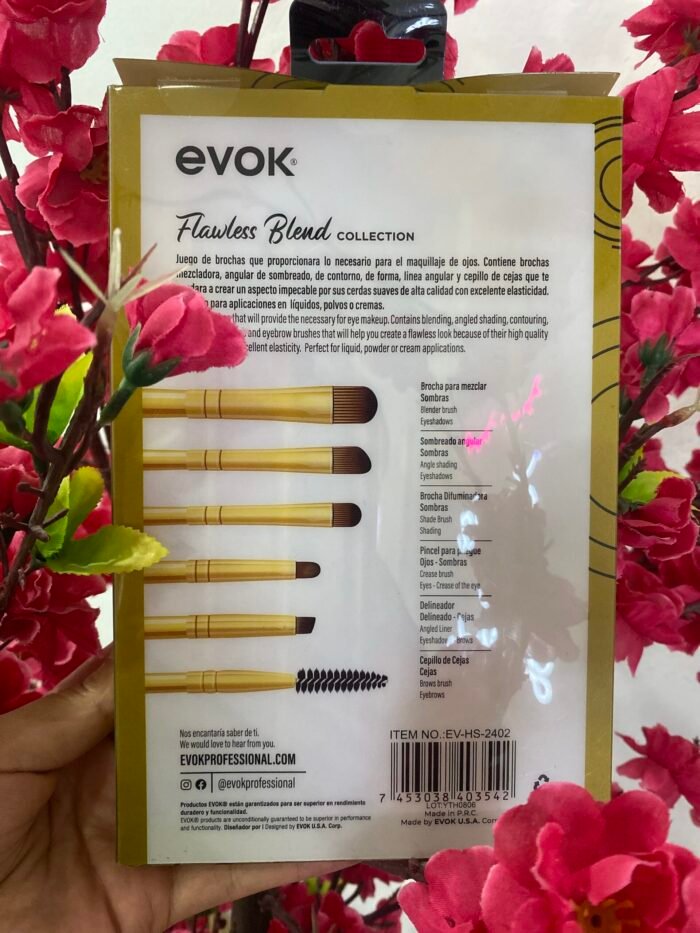 evok®
Flawless Blend COLLECTION
Juego de brochas que proporcionara lo necesario para el maquillaje de ojos. Contiene brochas
mezcladora, angular de sombreado, de contorno, de forma, linea angular y cepillo de cejas que te
a crear un aspecto impecable por sus cerdas suaves de alta calidad con excelente elasticidad.
para aplicaciones en líquidos, polvos o cremas.
that will provide the necessary for eye makeup. Contains blending, angled shading, contouring,
and eyebrow brushes that will help you create a flawless look because of their high quality
elasticity. Perfect for liquid, powder or cream applications.
Brocha para mezclar
Sombras
Blender brush
Eyeshadows
Sombreado angular
Sombras
Angle shading
Eyeshadows
Brocha Difuminadora
Sombras
Shade Brush
Shading
Pincel para
Ojos - Sombras
Crease brush
Eyes - Crease of the eye
Delineador
Delineado - Cejas
Angled Liner
Brows
Cepillo de Cejas
Cejas
Brows brush
Eyebrows
Nos encantaría saber de ti.
We would love to hear from you.
EVOKPROFESSIONAL.COM
@evokprofessional
Productos EVOK® están garantizados para ser superior en rendimiento
duradero y funcionalidad.
EVOK® products are unconditionally guaranteed to be superior in performance
and functionality. Diseñador por | Designed by EVOK U.S.A. Corp.
ITEM NO.:EV-HS-2402
7 453038 403542
LOT:YTH0806
Made in P.R.C.
Made by EVOK U.S.A. Corp